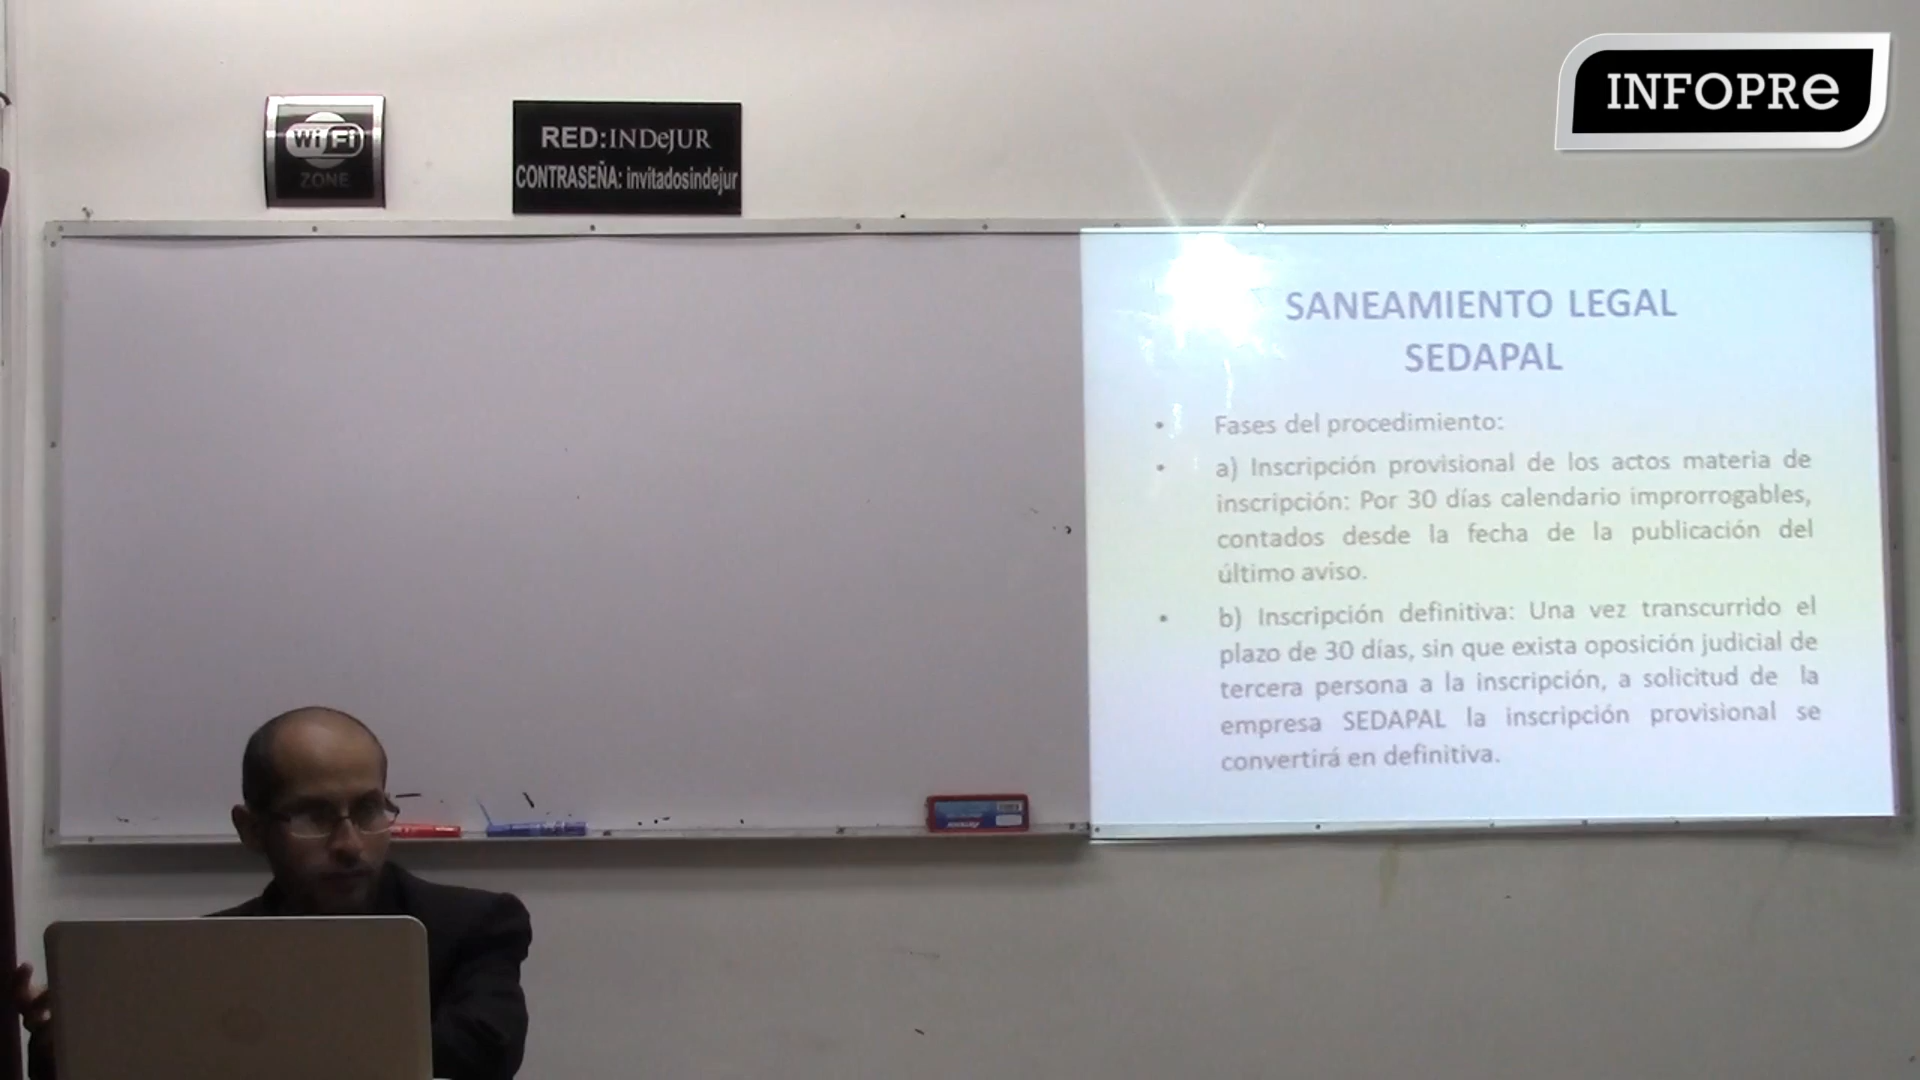 INFOPRe
Wi Fi
ZONE
RED:INDeJUR
CONTRASEÑA: invitadosindejur
SANEAMIENTO LEGAL
SEDAPAL
• Fases del procedimiento:
• a) Inscripción provisional de los actos materia de
inscripción: Por 30 días calendario improrrogables,
contados desde la fecha de la publicación del
último aviso.
• b) Inscripción definitiva: Una vez transcurrido el
plazo de 30 días, sin que exista oposición judicial de
tercera persona a la inscripción, a solicitud de la
empresa SEDAPAL la inscripción provisional se
convertirá en definitiva.